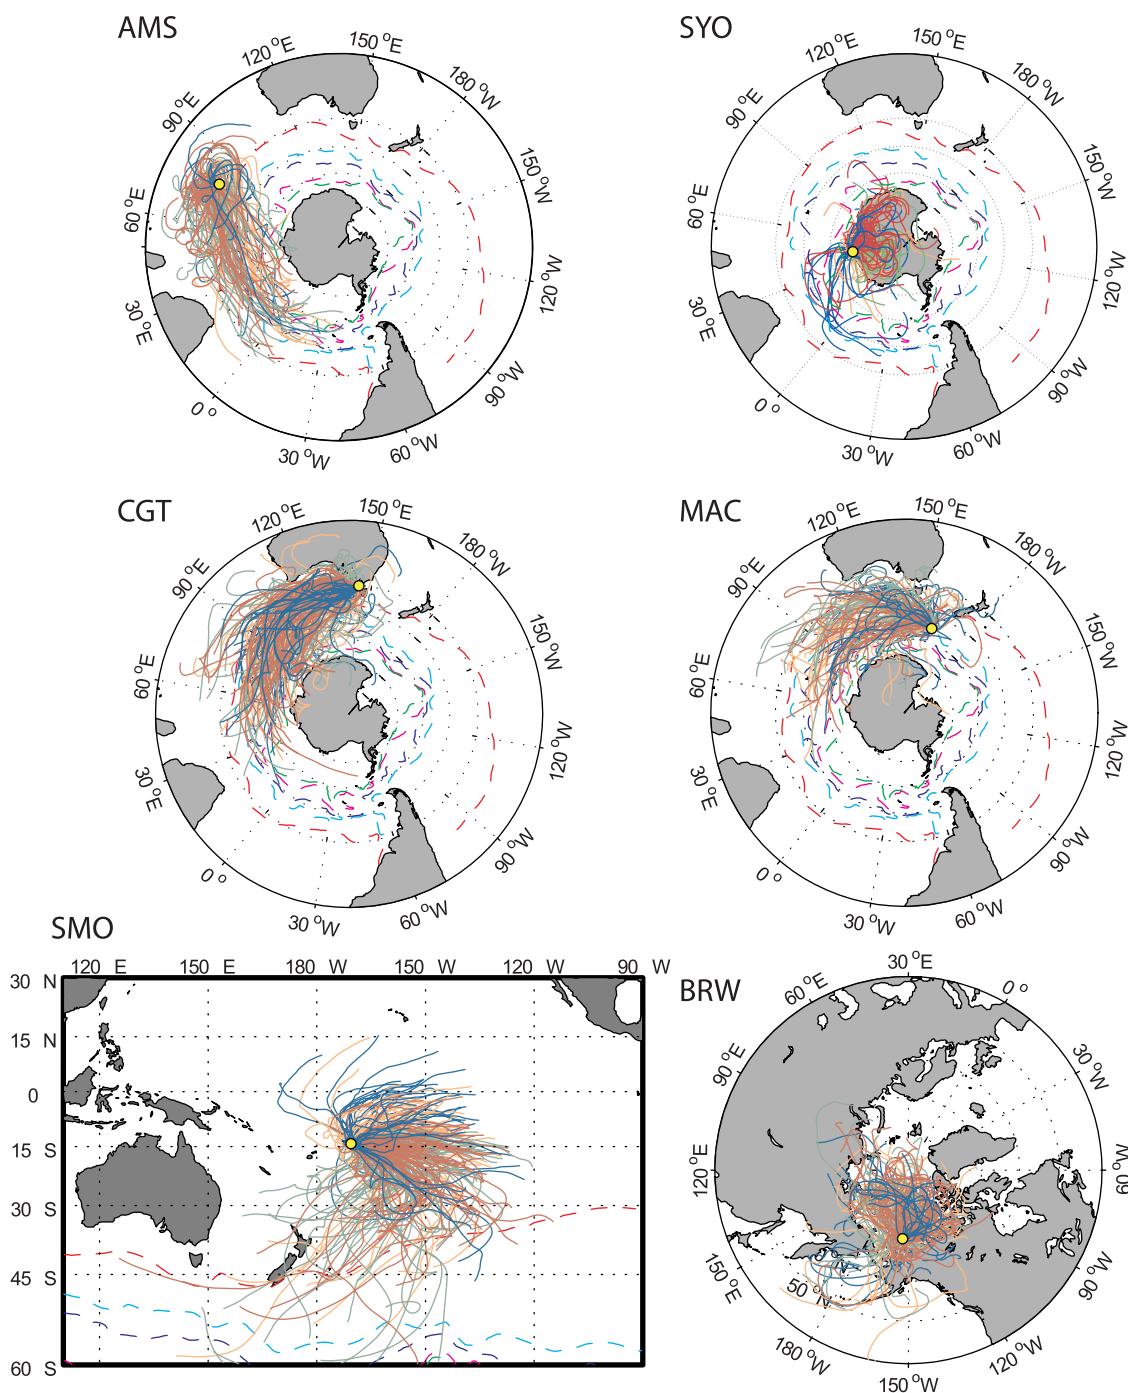 AMS
120 °E
150 °E
180 °W
90 °E
150 °W
60 °E
120 °W
30 °E
90 °W
0 °
60 °W
30 °W
SYO
120 °E
150 °E
180 °W
90 °E
150 °W
60 °E
120 °W
30 °E
90 °W
0 °
60 °W
30 °W
CGT
120 °E
150 °E
180 °W
90 °E
150 °W
60 °E
120 °W
30 °E
90 °W
0 °
60 °W
30 °W
MAC
120 °E
150 °E
180 °W
90 °E
150 °W
60 °E
120 °W
30 °E
90 °W
0 °
60 °W
30 °W
SMO
120 E 150 E 180 W 150 W 120 W 90 W
30 N
15 N
0
15 S
30 S
45 S
60 S
BRW
30 °E
60 °E
0 °
90 °E
30 °W
120 °E
60 °W
150 °E
50 °N
90 °W
180 °W
120 °W
150 °W